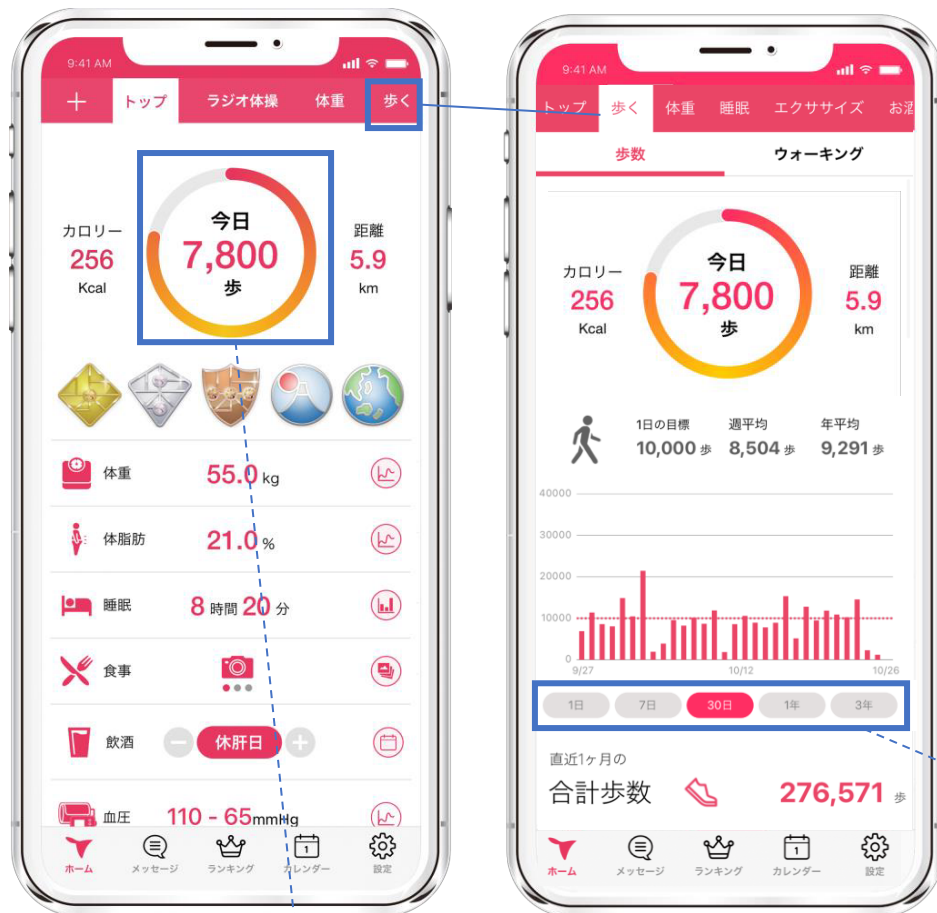 9:41 AM
トップ ラジオ体操 体重 歩く
カロリー
256
Kcal
今日
7,800
歩
距離
5.9
km
体重 55.0 kg
体脂肪 21.0 %
睡眠 8 時間 20 分
食事
飲酒 休肝日
血圧 110 - 65mmHg
ホーム メッセージ ランキング カレンダー 設定
9:41 AM
トップ 歩く 体重 睡眠 エクササイズ お酒
歩数 ウォーキング
カロリー
256
Kcal
今日
7,800
歩
距離
5.9
km
1日の目標 週平均 年平均
10,000 歩 8,504 歩 9,291 歩
40000
30000
20000
10000
0
9/27 10/12 10/26
1日 7日 30日 1年 3年
直近1ヶ月の
合計歩数 276,571 歩
ホーム メッセージ ランキング カレンダー 設定